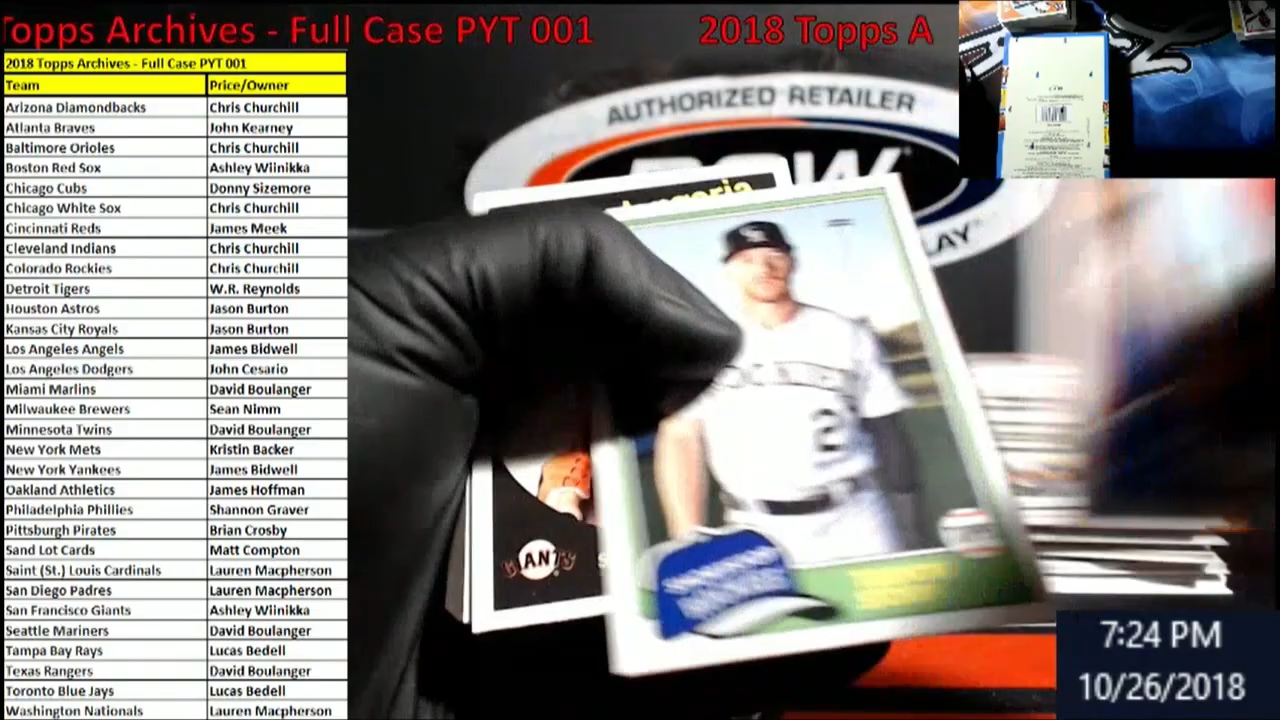 Topps Archives - Full Case PYT 001 2018 Topps A
2018 Topps Archives - Full Case PYT 001
Team Price/Owner
Arizona Diamondbacks Chris Churchill
Atlanta Braves John Kearney
Baltimore Orioles Chris Churchill
Boston Red Sox Ashley Wiinikka
Chicago Cubs Donny Sizemore
Chicago White Sox Chris Churchill
Cincinnati Reds James Meek
Cleveland Indians Chris Churchill
Colorado Rockies Chris Churchill
Detroit Tigers W.R. Reynolds
Houston Astros Jason Burton
Kansas City Royals Jason Burton
Los Angeles Angels James Bidwell
Los Angeles Dodgers John Cesario
Miami Marlins David Boulanger
Milwaukee Brewers Sean Nimm
Minnesota Twins David Boulanger
New York Mets Kristin Backer
New York Yankees James Bidwell
Oakland Athletics James Hoffman
Philadelphia Phillies Shannon Graver
Pittsburgh Pirates Brian Crosby
Sand Lot Cards Matt Compton
Saint (St.) Louis Cardinals Lauren Macpherson
San Diego Padres Lauren Macpherson
San Francisco Giants Ashley Wiinikka
Seattle Mariners David Boulanger
Tampa Bay Rays Lucas Bedell
Texas Rangers David Boulanger
Toronto Blue Jays Lucas Bedell
Washington Nationals Lauren Macpherson
AUTHORIZED RETAILER
LAY
GIANTS
2
7:24 PM
10/26/2018